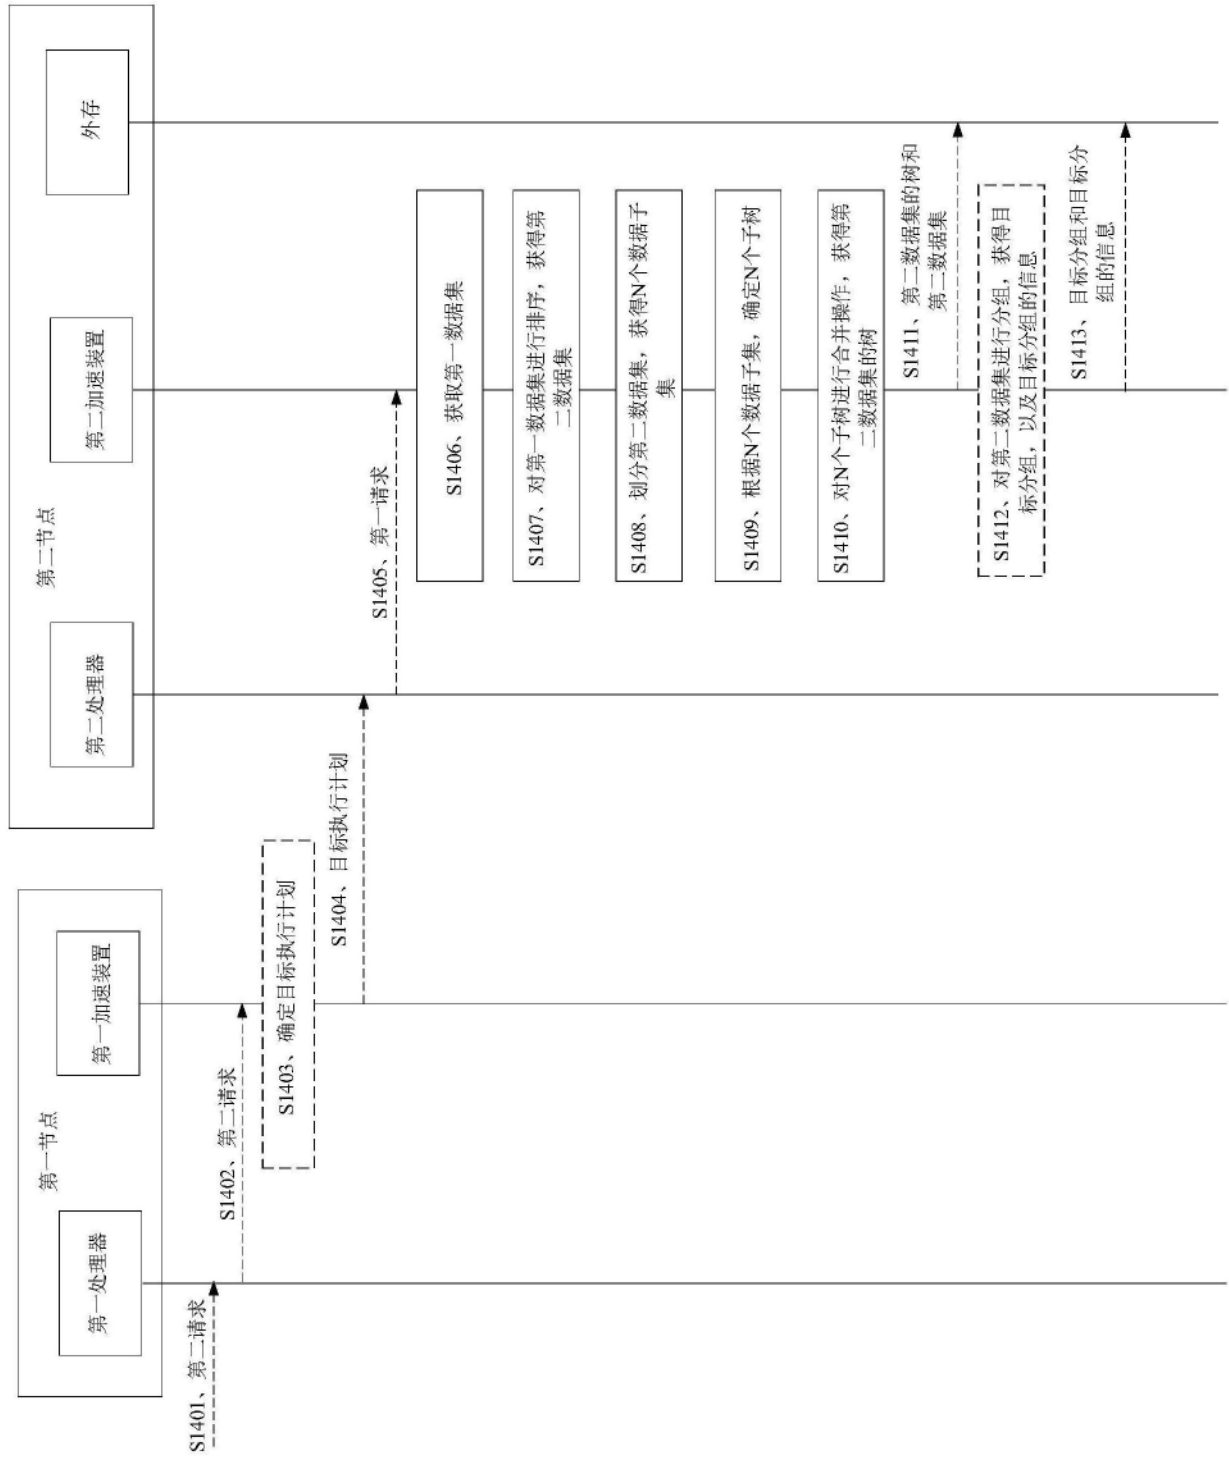 第一节点
第二节点
第一处理器
第一加速装置
第二处理器
第二加速装置
外存
S1401、第二请求
S1402、第二请求
S1403、确定目标执行计划
S1404、目标执行计划
S1405、第一请求
S1406、获取第一数据集
S1407、对第一数据集进行排序，获得第
二数据集
S1408、划分第二数据集，获得N个数据子
集
S1409、根据N个数据子集，确定N个子树
S1410、对N个子树进行合并操作，获得第
二数据集的树
S1411、第二数据集的树和
第二数据集
S1412、对第二数据集进行分组，获得目
标分组，以及目标分组的信息
S1413、目标分组和目标分
组的信息